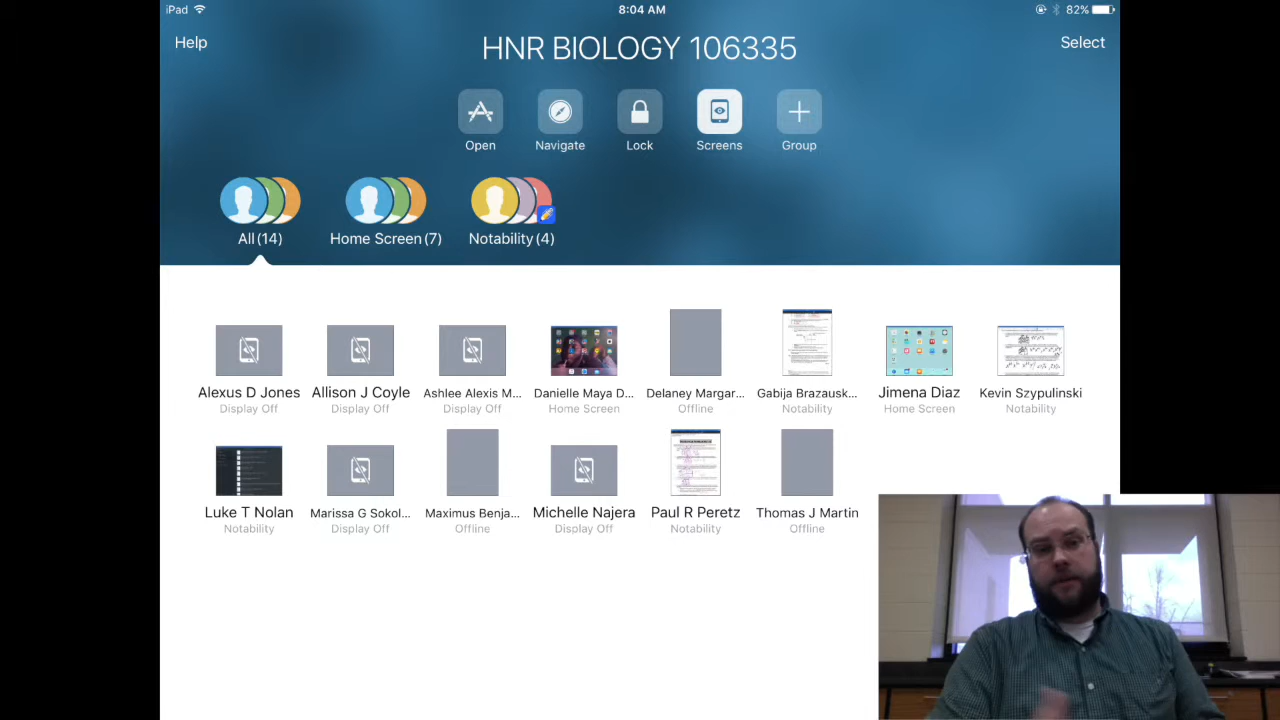 iPad 8:04 AM 82%
Help HNR BIOLOGY 106335 Select
Open Navigate Lock Screens Group
All (14) Home Screen (7) Notability (4)
Alexus D Jones Allison J Coyle Ashlee Alexis M... Danielle Maya D... Delaney Margar... Gabija Brazausk... Jimena Diaz Kevin Szypulinski
Display Off Display Off Display Off Home Screen Offline Notability Home Screen Notability
Luke T Nolan Marissa G Sokol... Maximus Benja... Michelle Najera Paul R Peretz Thomas J Martin
Notability Display Off Offline Display Off Notability Offline